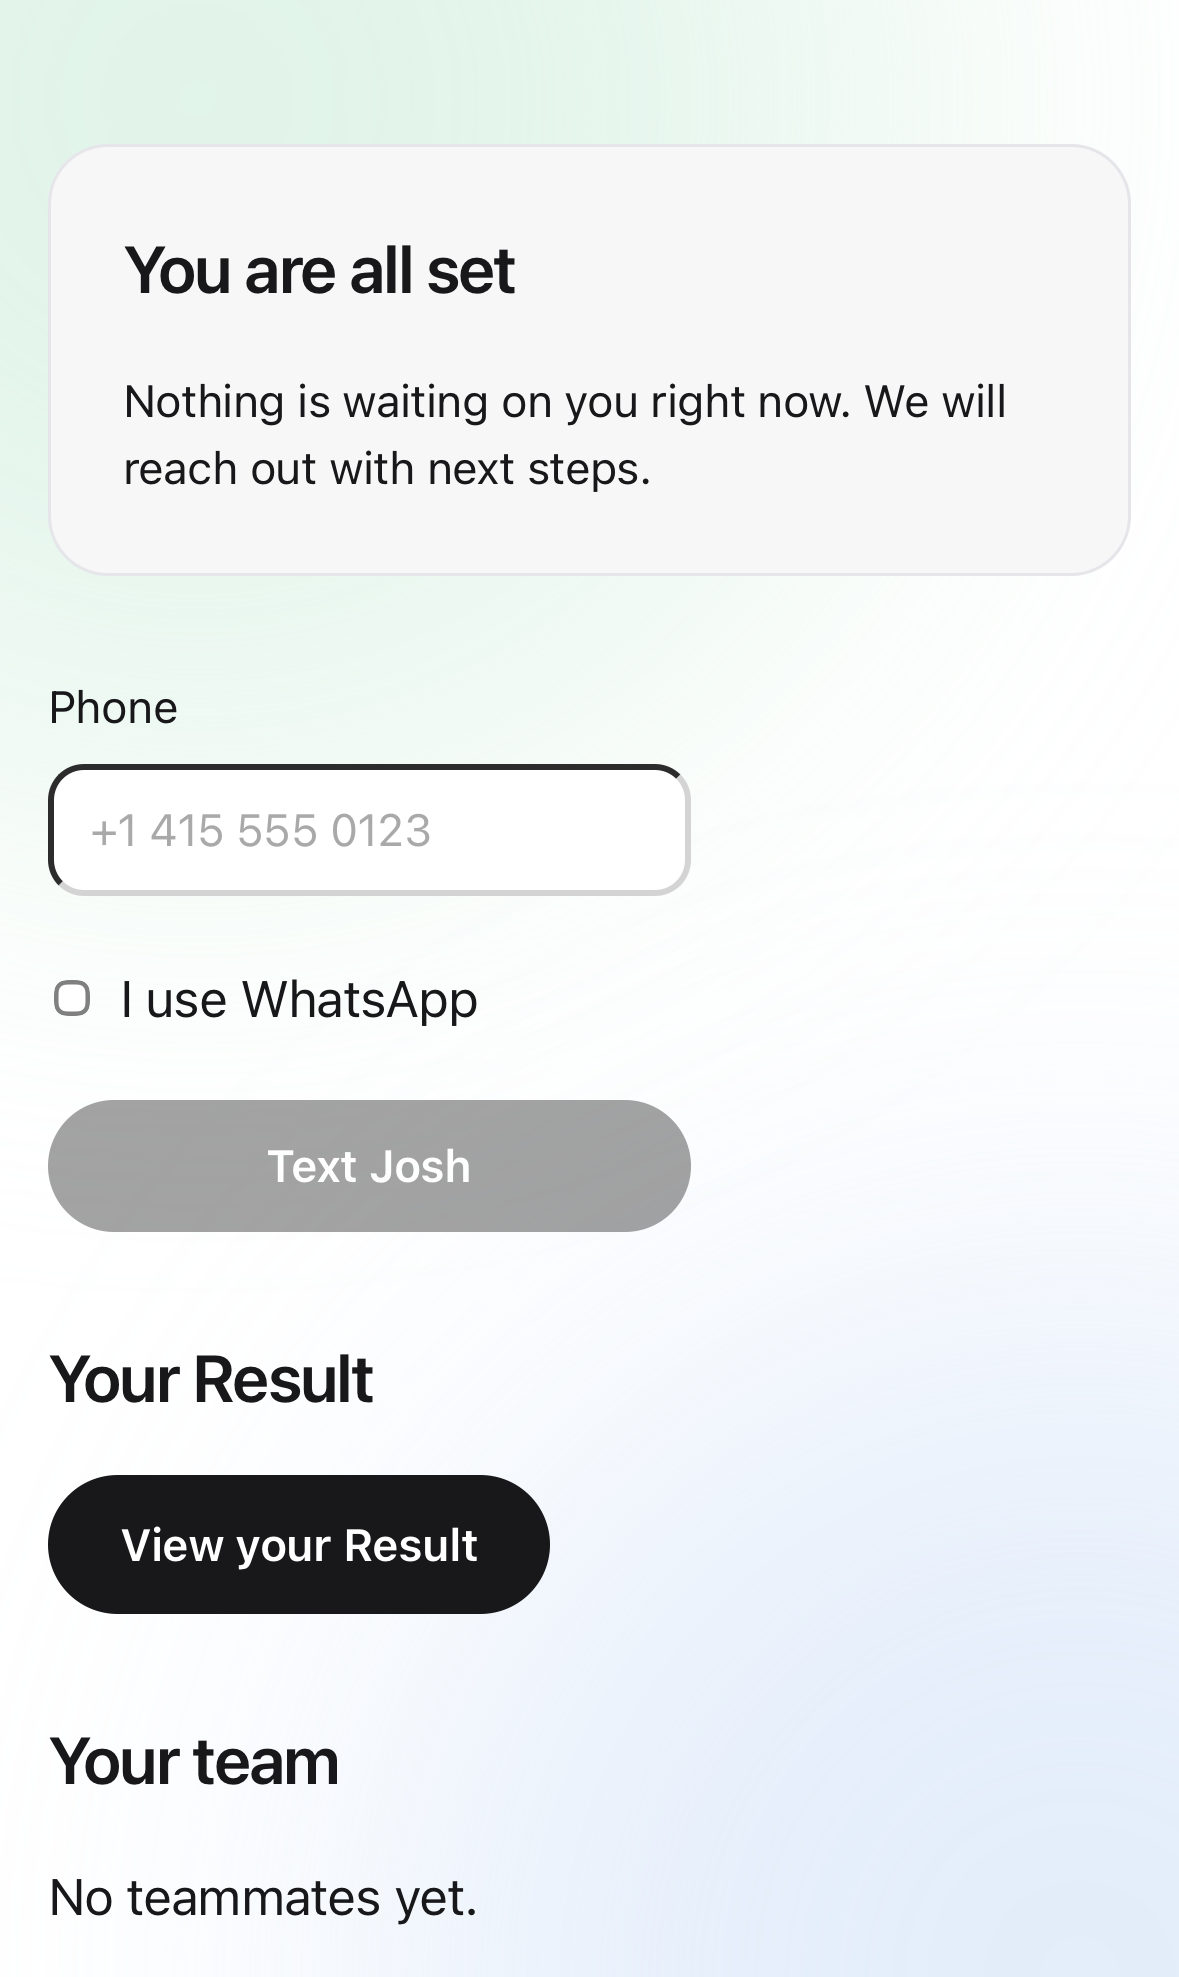 You are all set
Nothing is waiting on you right now. We will
reach out with next steps.
Phone
+1 415 555 0123
I use WhatsApp
Text Josh
Your Result
View your Result
Your team
No teammates yet.